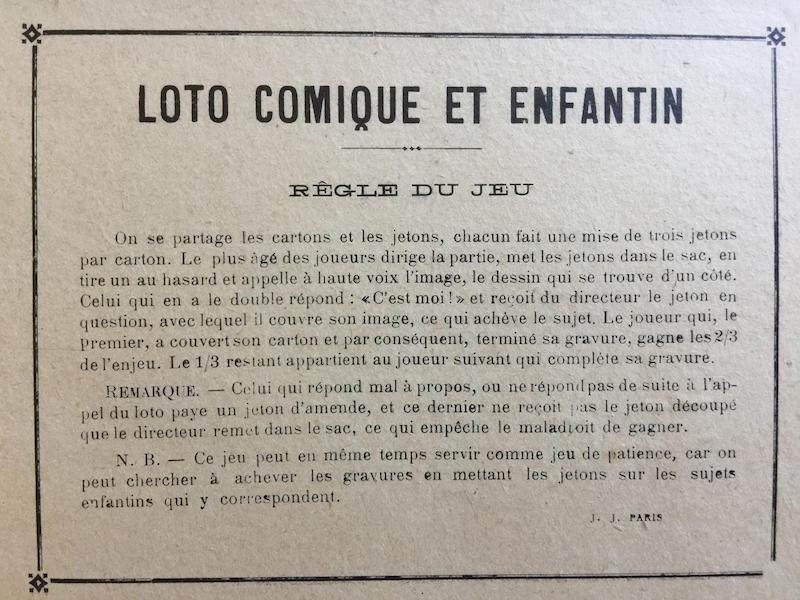 LOTO COMIQUE ET ENFANTIN
RÊGLE DU JEU
On se partage les cartons et les jetons, chacun fait une mise de trois jetons
par carton. Le plus âgé des joueurs dirige la partie, met les jetons dans le sac, en
tire un au hasard et appelle à haute voix l'image, le dessin qui se trouve d'un côté.
Celui qui en a le double répond : «C'est moi!» et reçoit du directeur le jeton en
question, avec lequel il couvre son image, ce qui achève le sujet. Le joueur qui, le
premier, a couvert son carton et par conséquent, terminé sa gravure, gagne les 2/3
de l'enjeu. Le 1/3 restant appartient au joueur suivant qui complète sa gravure.
REMARQUE. — Celui qui répond mal à propos, ou ne répond pas de suite à l'ap-
pel du loto paye un jeton d'amende, et ce dernier ne reçoit pas le jeton découpé
que le directeur remet dans le sac, ce qui empêche le maladroit de gagner.
N. B. — Ce jeu peut en même temps servir comme jeu de patience, car on
peut chercher à achever les gravures en mettant les jetons sur les sujets
enfantins qui y correspondent.
J. J. PARIS